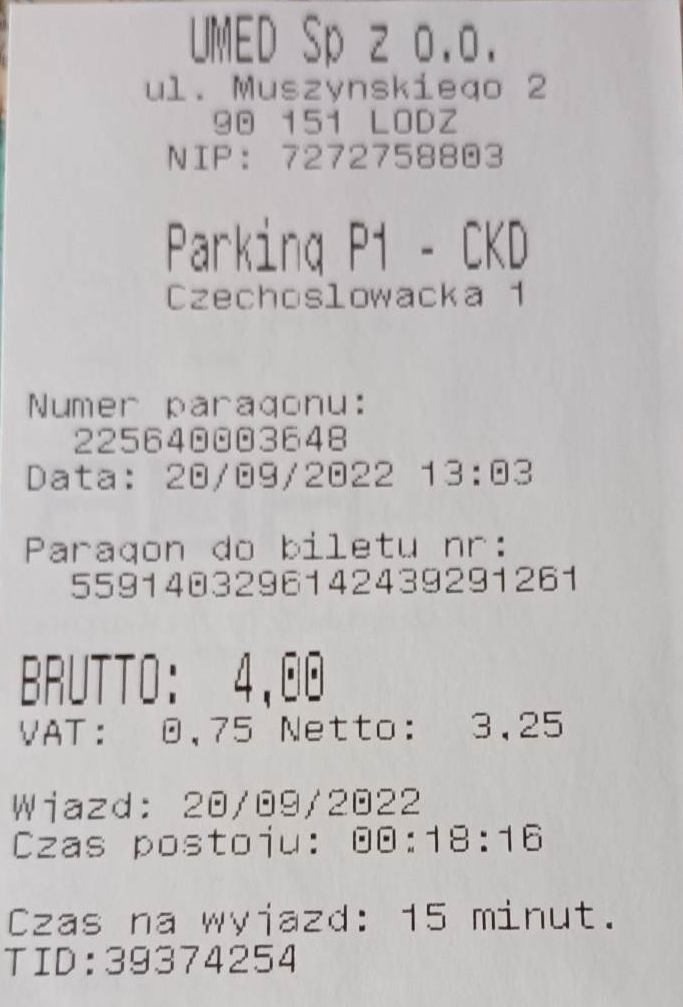 UMED Sp z o.o.
ul. Muszynskiego 2
90 151 LODZ
NIP: 7272758803
Parking P1 - CKD
Czechoslowacka 1
Numer paragonu:
225640003648
Data: 20/09/2022 13:03
Paragon do biletu nr:
5591403296142439291261
BRUTTO: 4,00
VAT: 0.75 Netto: 3.25
Wjazd: 20/09/2022
Czas postoju: 00:18:16
Czas na wyjazd: 15 minut.
TID:39374254